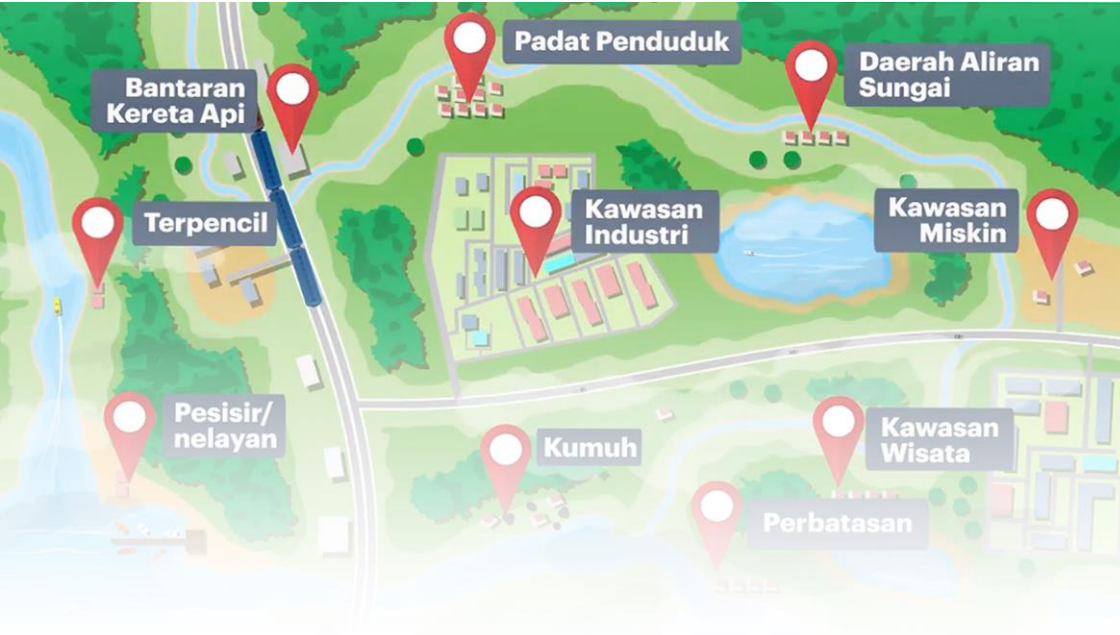 Padat Penduduk
Daerah Aliran
Sungai
Bantaran
Kereta Api
Terpencil
Kawasan
Industri
Kawasan
Miskin
Pesisir/
nelayan
Kumuh
Kawasan
Wisata
Perbatasan